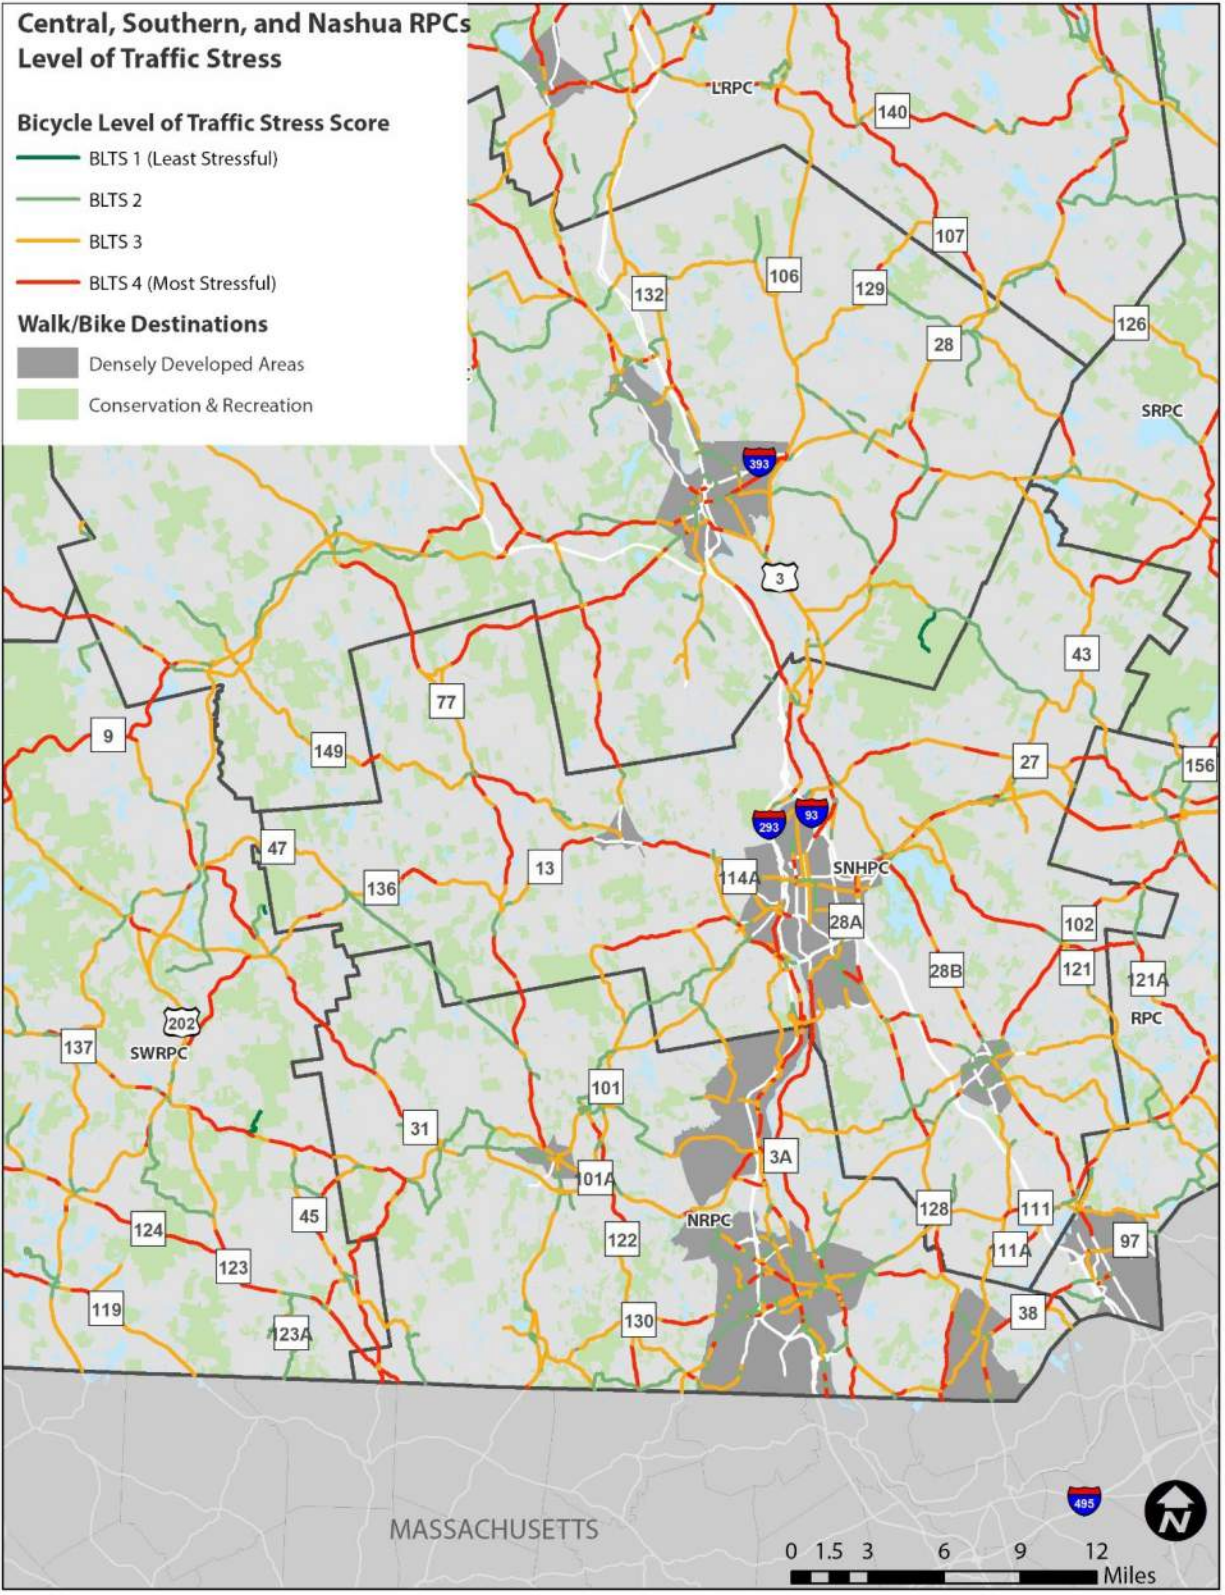 Central, Southern, and Nashua RPCs
Level of Traffic Stress
Bicycle Level of Traffic Stress Score
BLTS 1 (Least Stressful)
BLTS 2
BLTS 3
BLTS 4 (Most Stressful)
Walk/Bike Destinations
Densely Developed Areas
Conservation & Recreation
LRPC
140
107
132
106
129
126
28
SRPC
393
3
43
77
9
149
27
156
293
93
47
13
136
114A
SNHPC
28A
102
28B
121
121A
RPC
202
137
SWRPC
101
31
3A
101A
128
111
45
124
NRPC
122
111A
97
123
119
123A
130
38
495
MASSACHUSETTS
N
0 1.5 3 6 9 12
Miles